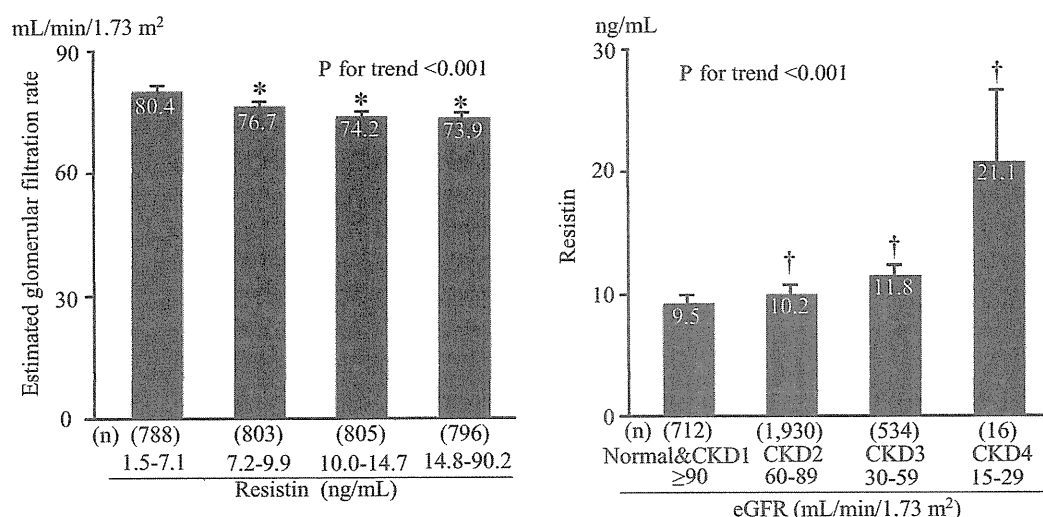 mL/min/1.73 m²
90
60
30
0
Estimated glomerular filtration rate
P for trend <0.001
80.4
* 76.7
* 74.2
* 73.9
(n) (788) (803) (805) (796)
1.5-7.1 7.2-9.9 10.0-14.7 14.8-90.2
Resistin (ng/mL)
ng/mL
30
20
10
0
Resistin
P for trend <0.001
9.5
† 10.2
† 11.8
† 21.1
(n) (712) (1,930) (534) (16)
Normal&CKD1 CKD2 CKD3 CKD4
≥90 60-89 30-59 15-29
eGFR (mL/min/1.73 m²)